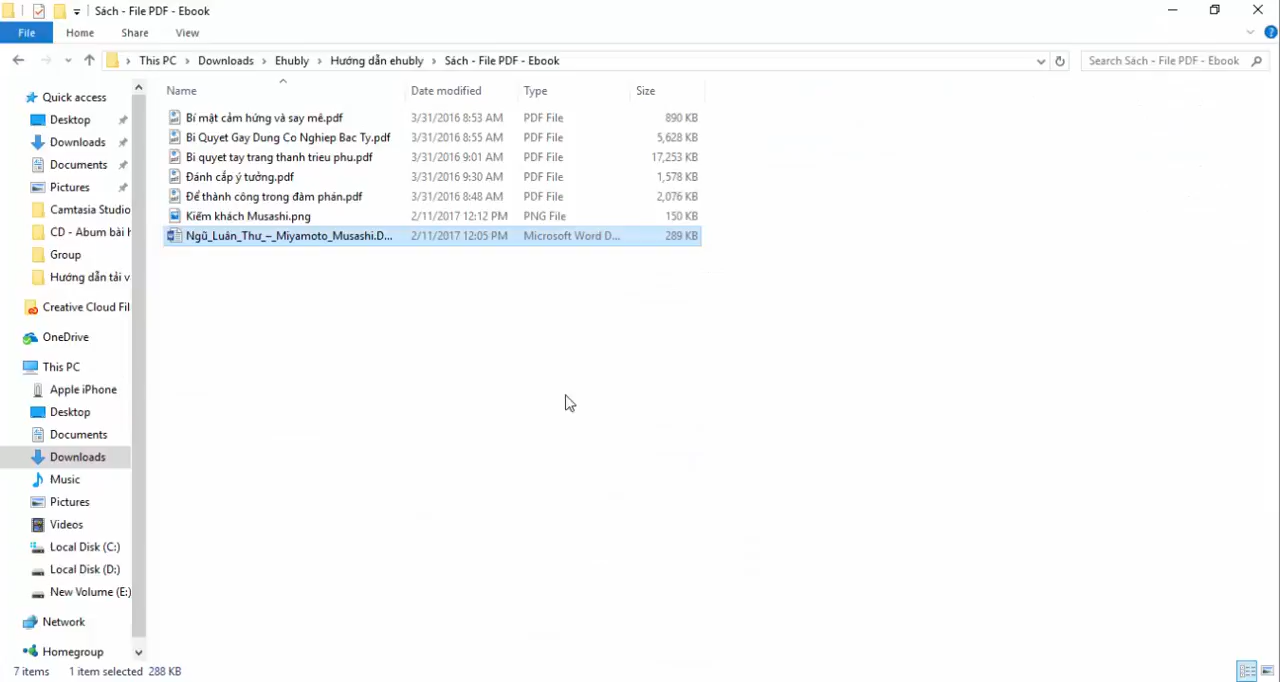 Sách - File PDF - Ebook
File Home Share View
This PC Downloads Ehubly Hướng dẫn ehubly Sách - File PDF - Ebook Search Sách - File PDF - Ebook
Name Date modified Type Size
Quick access
Desktop
Downloads
Documents
Pictures
Camtasia Studio
CD - Abum bài h
Group
Hướng dẫn tải v
Creative Cloud Fil
OneDrive
This PC
Apple iPhone
Desktop
Documents
Downloads
Music
Pictures
Videos
Local Disk (C:)
Local Disk (D:)
New Volume (E:)
Network
Homegroup
Bí mật cảm hứng và say mê.pdf 3/31/2016 8:53 AM PDF File 890 KB
Bi Quyet Gay Dung Co Nghiep Bac Ty.pdf 3/31/2016 8:55 AM PDF File 5,628 KB
Bi quyet tay trang thanh trieu phu.pdf 3/31/2016 9:01 AM PDF File 17,253 KB
Đánh cắp ý tưởng.pdf 3/31/2016 9:30 AM PDF File 1,578 KB
Để thành công trong đàm phán.pdf 3/31/2016 8:48 AM PDF File 2,076 KB
Kiếm khách Musashi.png 2/11/2017 12:12 PM PNG File 150 KB
Ngũ_Luân_Thư_–_Miyamoto_Musashi.D... 2/11/2017 12:05 PM Microsoft Word D... 289 KB
7 items 1 item selected 288 KB